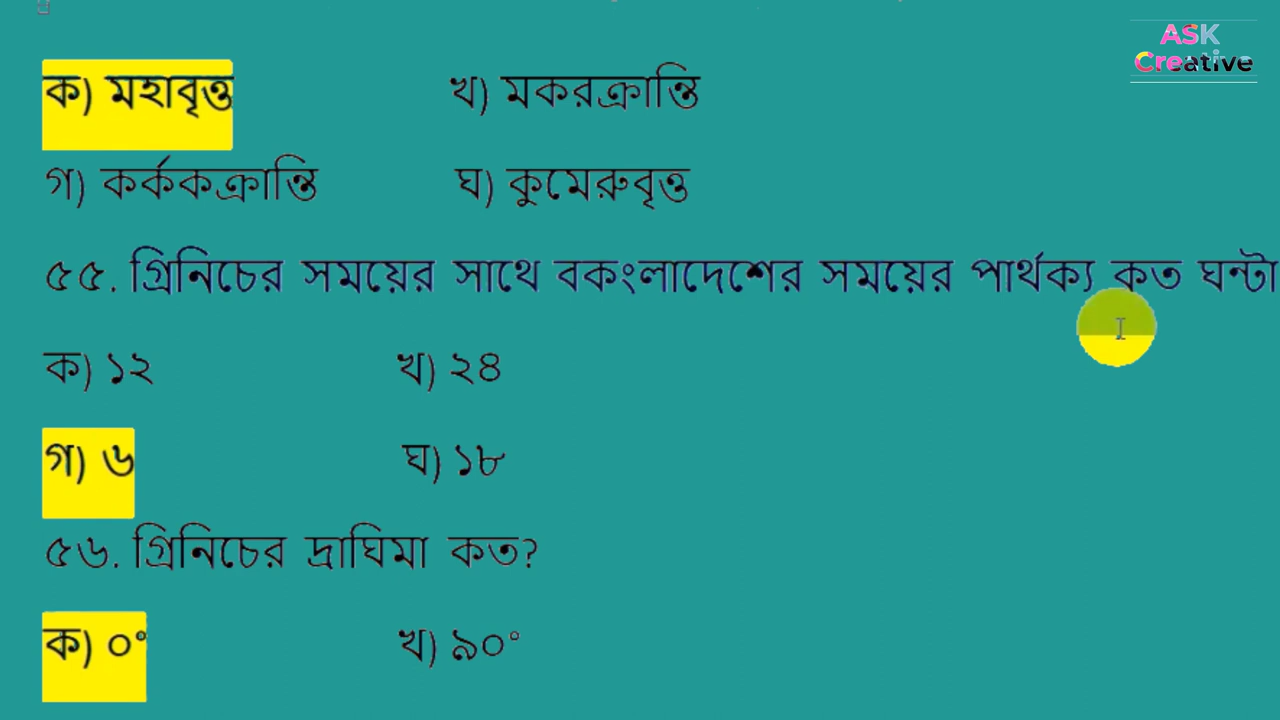 ASK
Creative
ক) মহাবৃত্ত খ) মকরক্রান্তি
গ) কর্ককক্রান্তি ঘ) কুমেরুবৃত্ত
৫৫. গ্রিনিচের সময়ের সাথে বকংলাদেশের সময়ের পার্থক্য কত ঘন্টা
ক) ১২ খ) ২৪
গ) ৬ ঘ) ১৮
৫৬. গ্রিনিচের দ্রাঘিমা কত?
ক) ০° খ) ৯০°